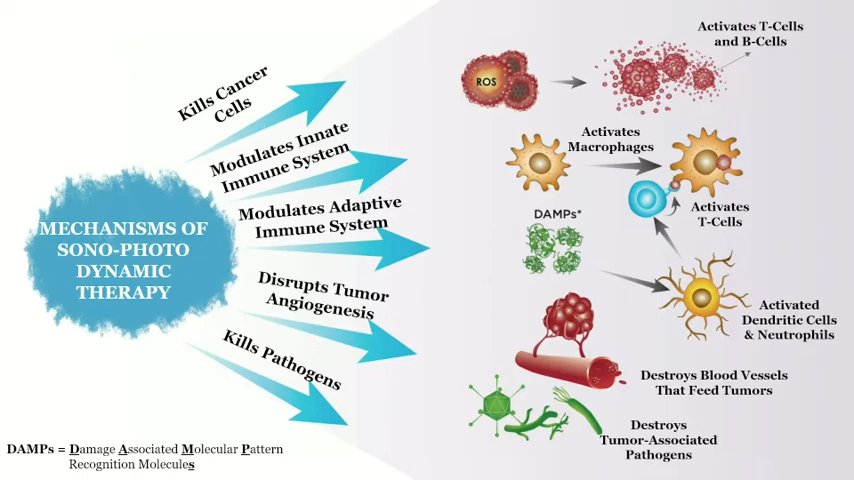 MECHANISMS OF
SONO-PHOTO
DYNAMIC
THERAPY
Kills Cancer
Cells
Modulates Innate
Immune System
Modulates Adaptive
Immune System
Disrupts Tumor
Angiogenesis
Kills Pathogens
ROS
Activates T-Cells
and B-Cells
Activates
Macrophages
Activates
T-Cells
DAMPs*
Activated
Dendritic Cells
& Neutrophils
Destroys Blood Vessels
That Feed Tumors
Destroys
Tumor-Associated
Pathogens
DAMPs = Damage Associated Molecular Pattern
Recognition Molecules